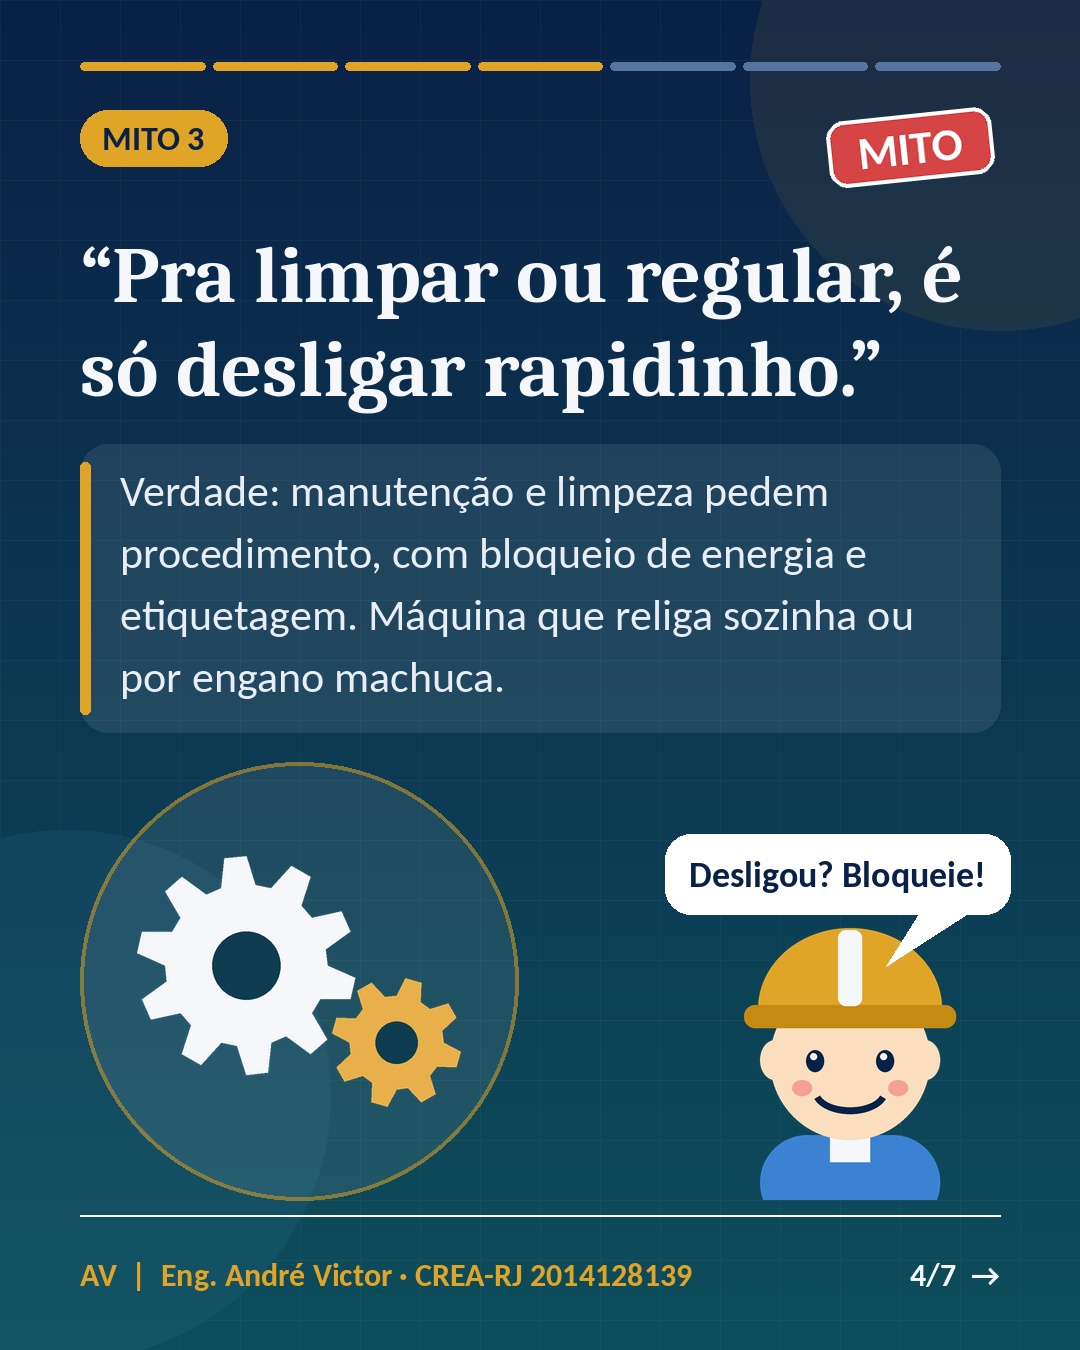 MITO 3
MITO
“Pra limpar ou regular, é
só desligar rapidinho.”
Verdade: manutenção e limpeza pedem
procedimento, com bloqueio de energia e
etiquetagem. Máquina que religa sozinha ou
por engano machuca.
Desligou? Bloqueie!
AV | Eng. André Victor · CREA-RJ 2014128139
4/7 →